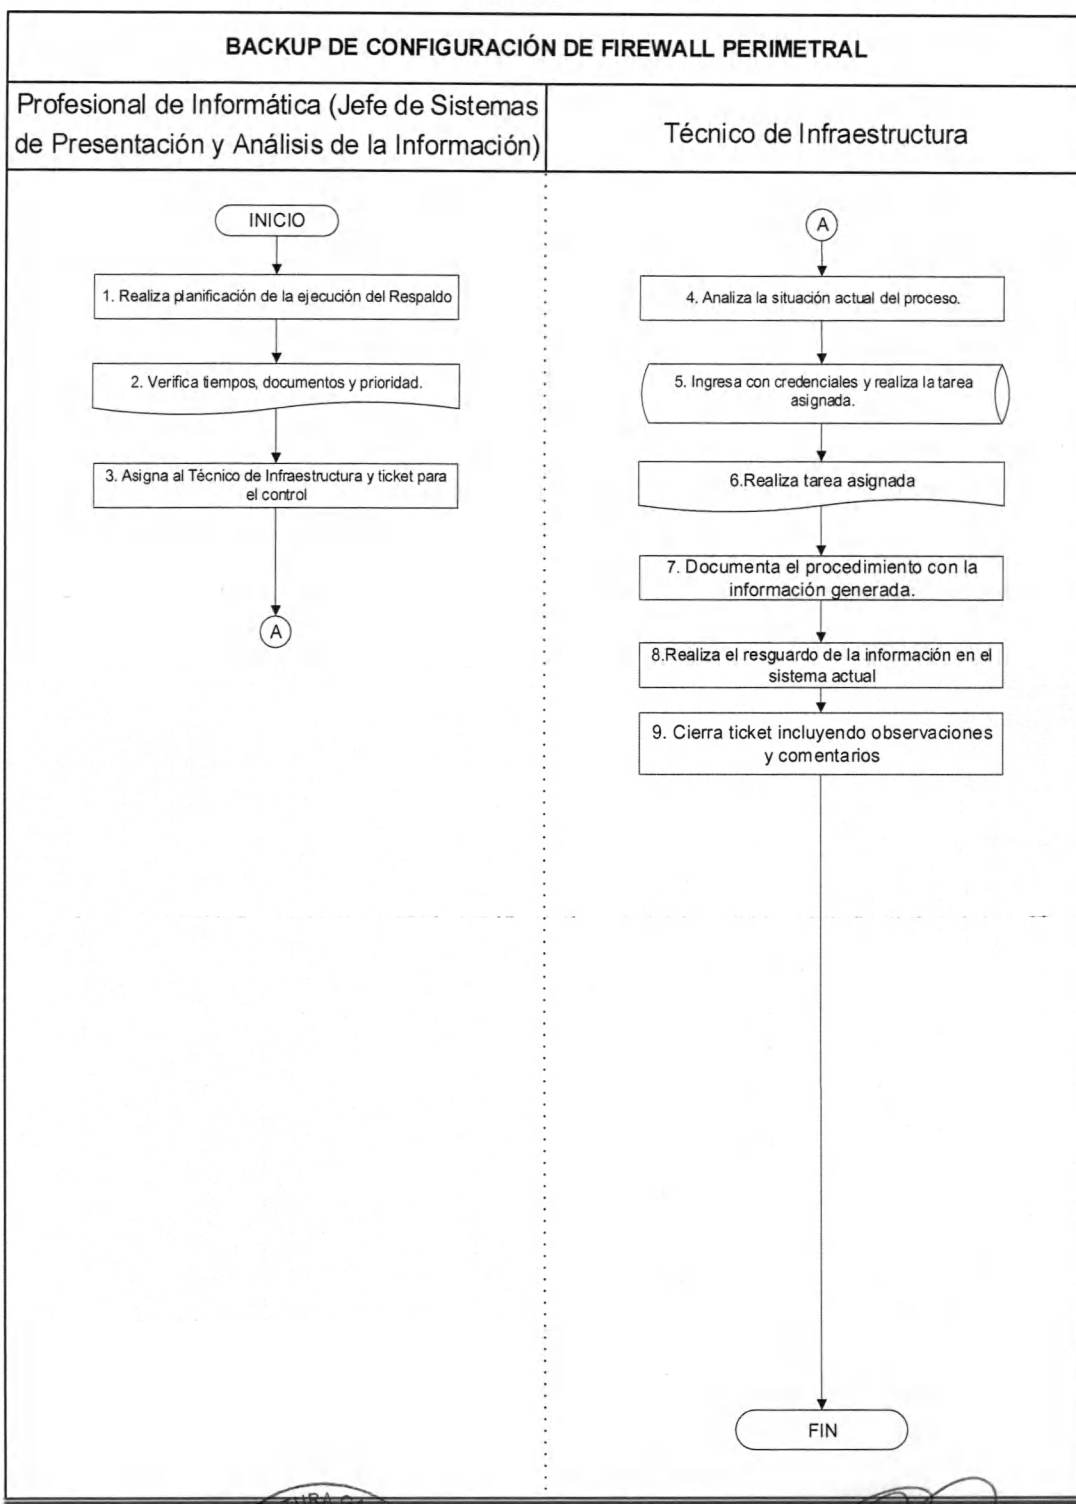 BACKUP DE CONFIGURACIÓN DE FIREWALL PERIMETRAL
Profesional de Informática (Jefe de Sistemas
de Presentación y Análisis de la Información)
Técnico de Infraestructura
INICIO
1. Realiza planificación de la ejecución del Respaldo
2. Verifica tiempos, documentos y prioridad.
3. Asigna al Técnico de Infraestructura y ticket para
el control
A
A
4. Analiza la situación actual del proceso.
5. Ingresa con credenciales y realiza la tarea
asignada.
6.Realiza tarea asignada
7. Documenta el procedimiento con la
información generada.
8.Realiza el resguardo de la información en el
sistema actual
9. Cierra ticket incluyendo observaciones
y comentarios
FIN